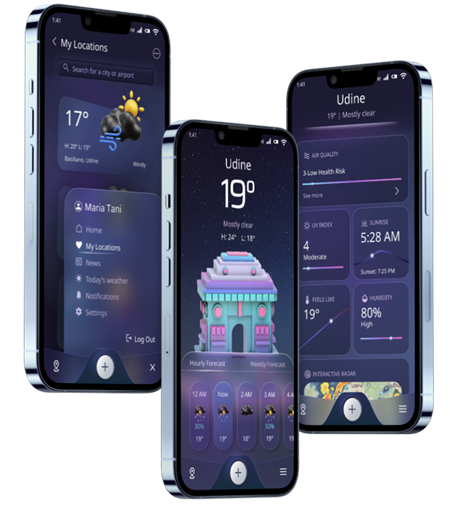 1:41
My Locations
Search for a city or airport
17°
H: 20° L: 19°
Basiliano, Udine
Windy
Maria Tani
Home
My Locations
News
Today's weather
Notifications
Settings
Log Out
1:41
Udine
19°
Mostly clear
H: 24° L: 18°
Hourly Forecast Weekly Forecast
12 AM Now 2 AM 3 AM 4 A
30% 50%
19° 19° 18° 19° 19
1:41
Udine
19° | Mostly clear
AIR QUALITY
3-Low Health Risk
See more
UV INDEX
4
Moderate
SUNRISE
5:28 AM
Sunset: 7:25 PM
FEELS LIKE
19°
HUMIDITY
80%
High
INTERACTIVE RADAR
Udine